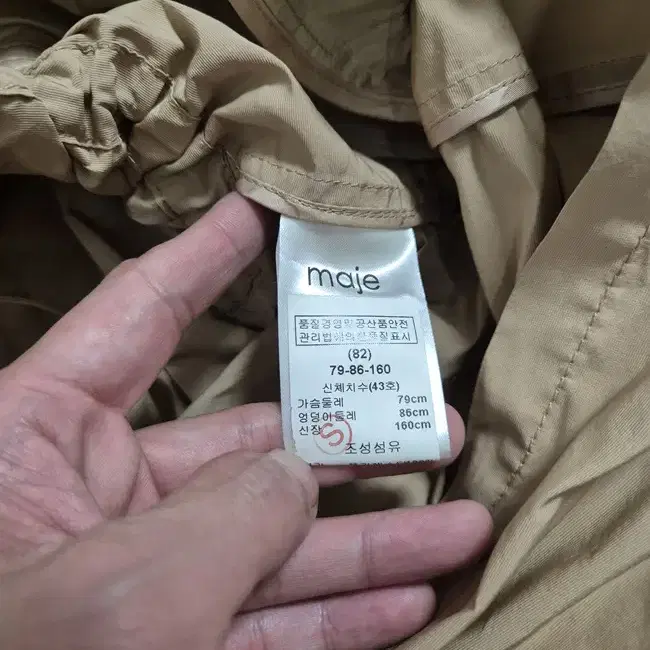 maje
품질경영및공산품안전
관리법에의한품질표시
(82)
79-86-160
신체치수(43호)
가슴둘레 79cm
엉덩이둘레 86cm
신장 160cm
S
조성섬유